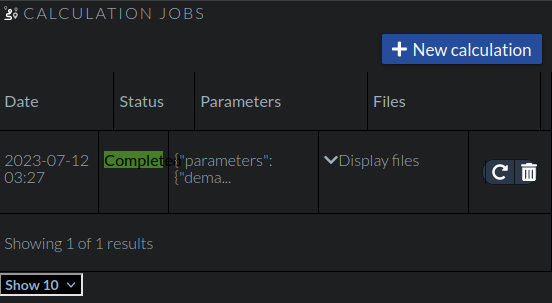 CALCULATION JOBS
New calculation
Date Status Parameters Files
2023-07-12 Complete {"parameters": Display files
03:27 {"dema...
Showing 1 of 1 results
Show 10